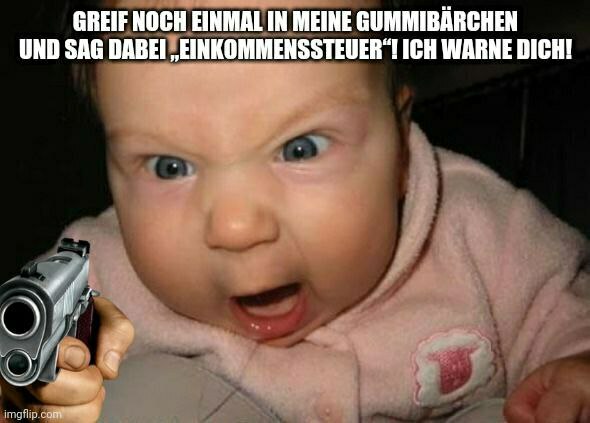 GREIF NOCH EINMAL IN MEINE GUMMIBÄRCHEN
UND SAG DABEI „EINKOMMENSSTEUER“! ICH WARNE DICH!
imgflip.com